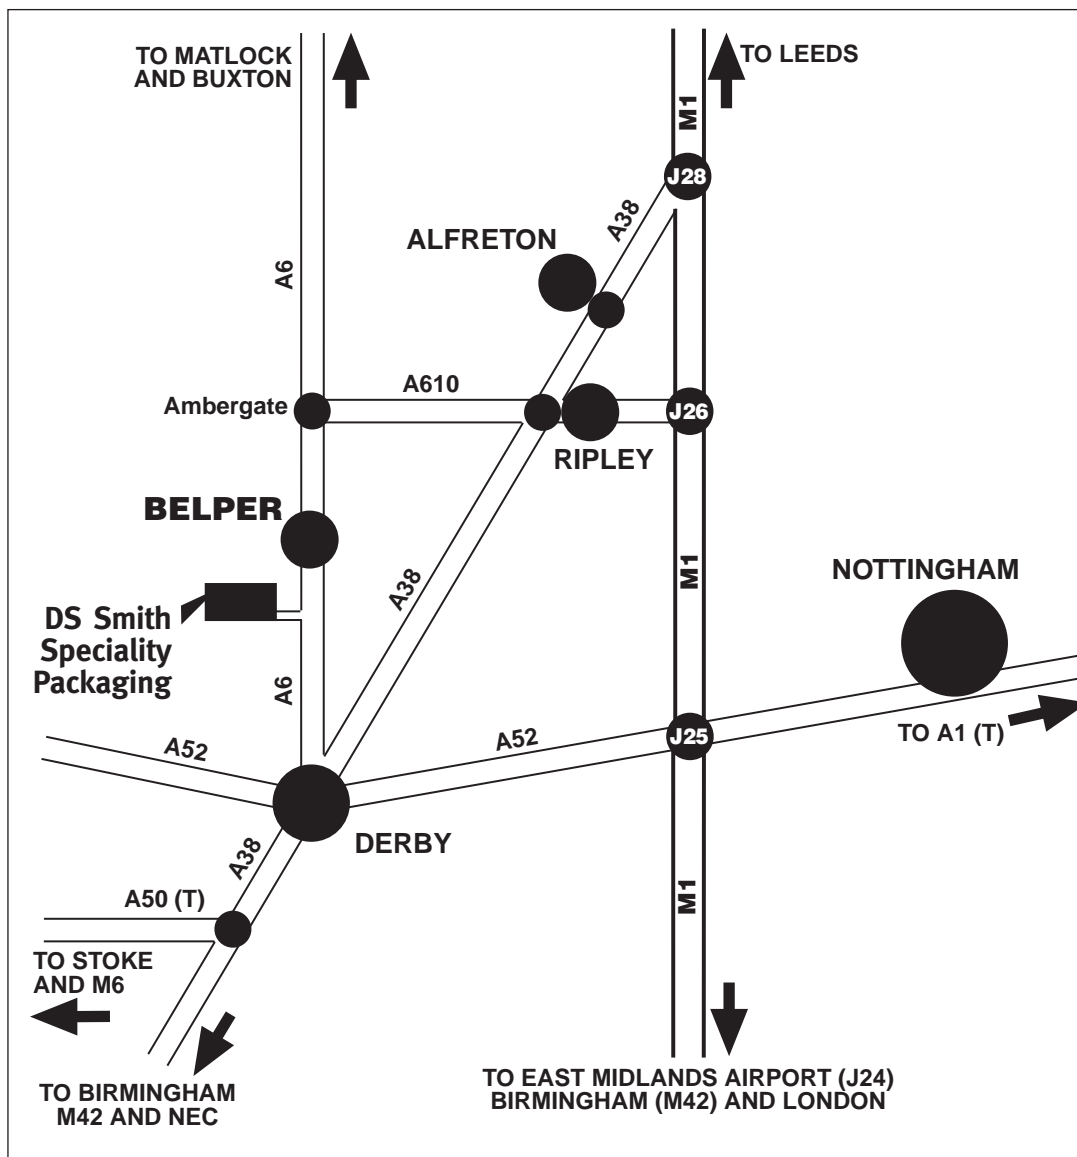 TO MATLOCK
AND BUXTON
TO LEEDS
M1
J28
A38
ALFRETON
A6
A610
Ambergate
J26
RIPLEY
BELPER
A38
M1
NOTTINGHAM
DS Smith
Speciality
Packaging
A6
A52
A52
J25
TO A1 (T)
DERBY
A38
M1
A50 (T)
TO STOKE
AND M6
TO BIRMINGHAM
M42 AND NEC
TO EAST MIDLANDS AIRPORT (J24)
BIRMINGHAM (M42) AND LONDON